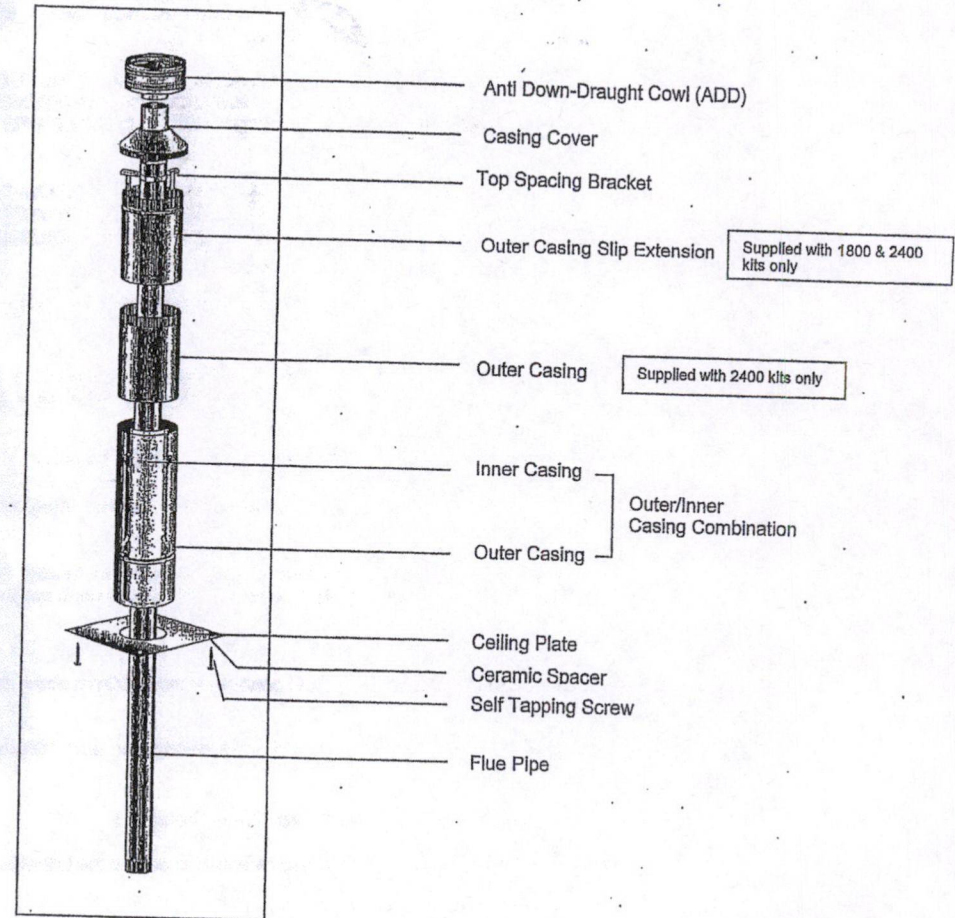 Anti Down-Draught Cowl (ADD)
Casing Cover
Top Spacing Bracket
Outer Casing Slip Extension
Supplied with 1800 & 2400
kits only
Outer Casing
Supplied with 2400 kits only
Inner Casing
Outer/Inner
Casing Combination
Outer Casing
Ceiling Plate
Ceramic Spacer
Self Tapping Screw
Flue Pipe